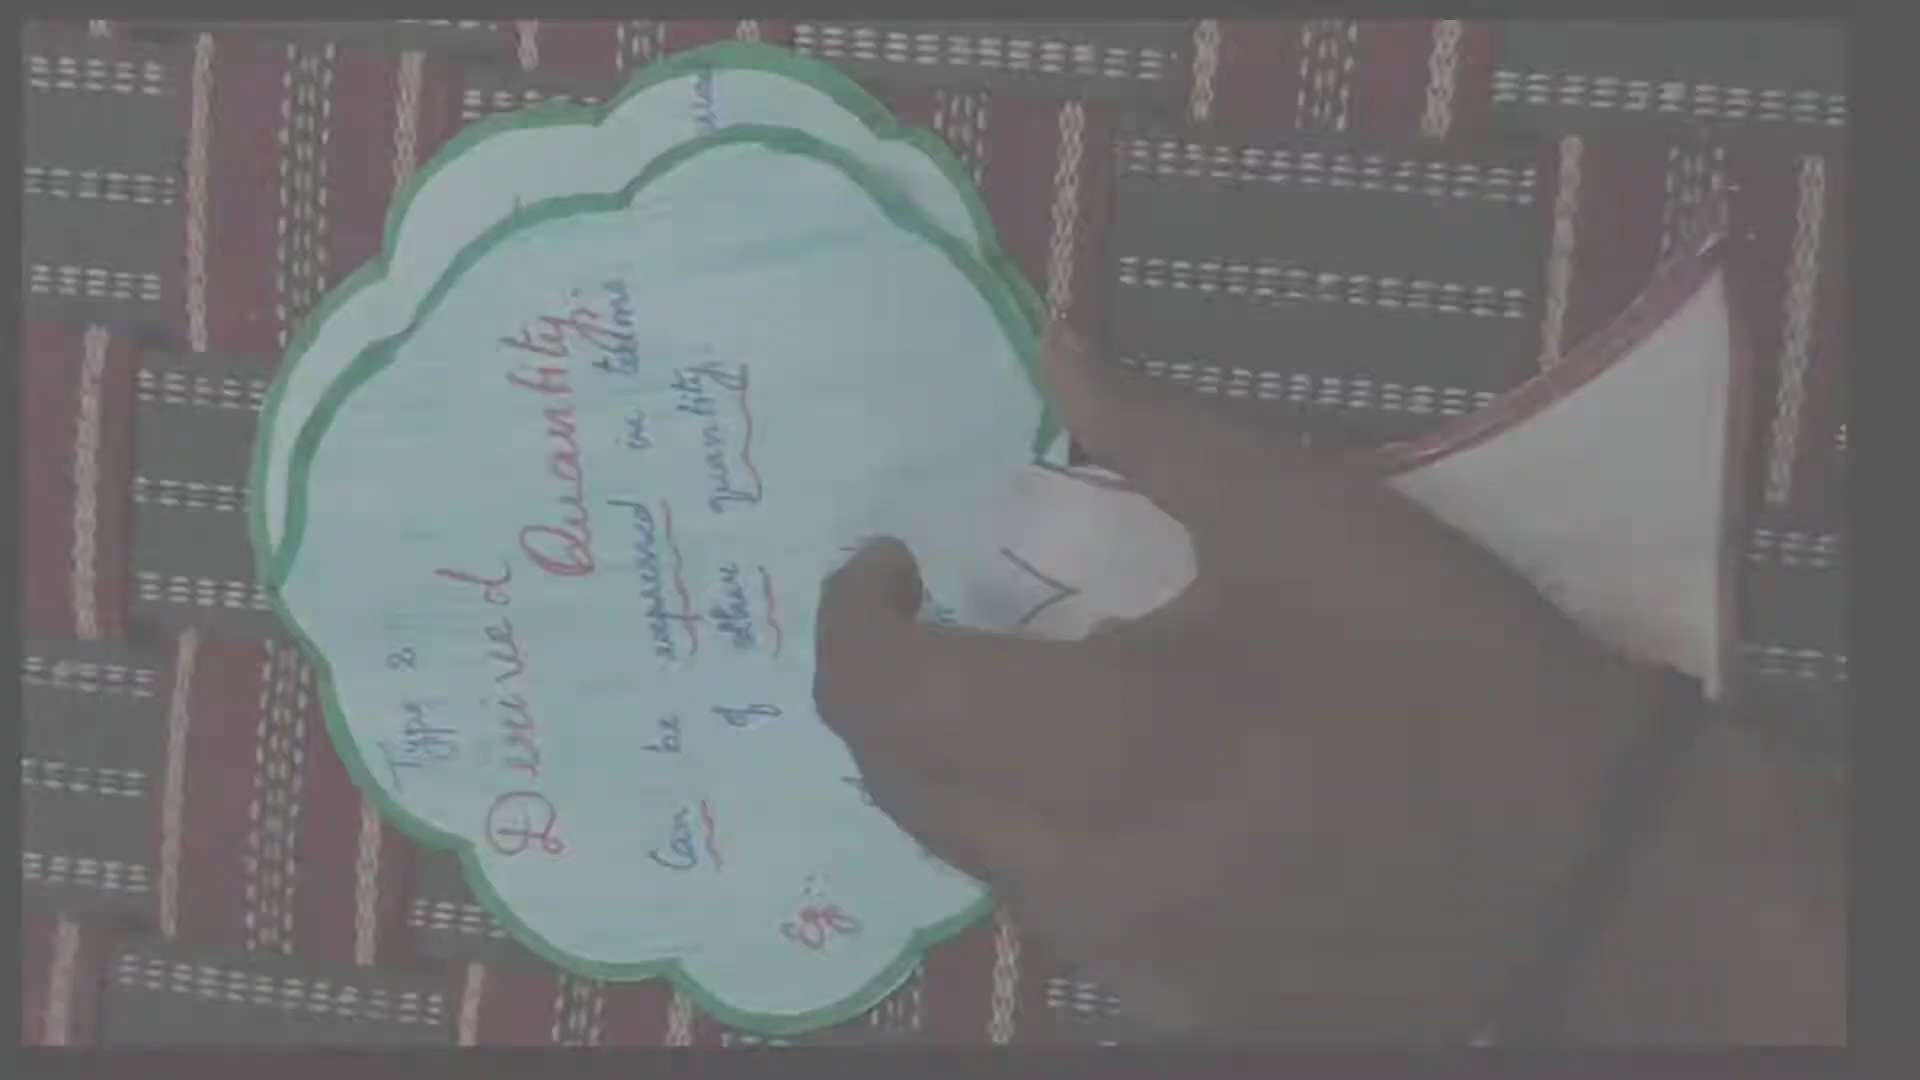 Type 2
Derived
Quantity:-
Can be expressed in terms
of other quantity.
Eg:-